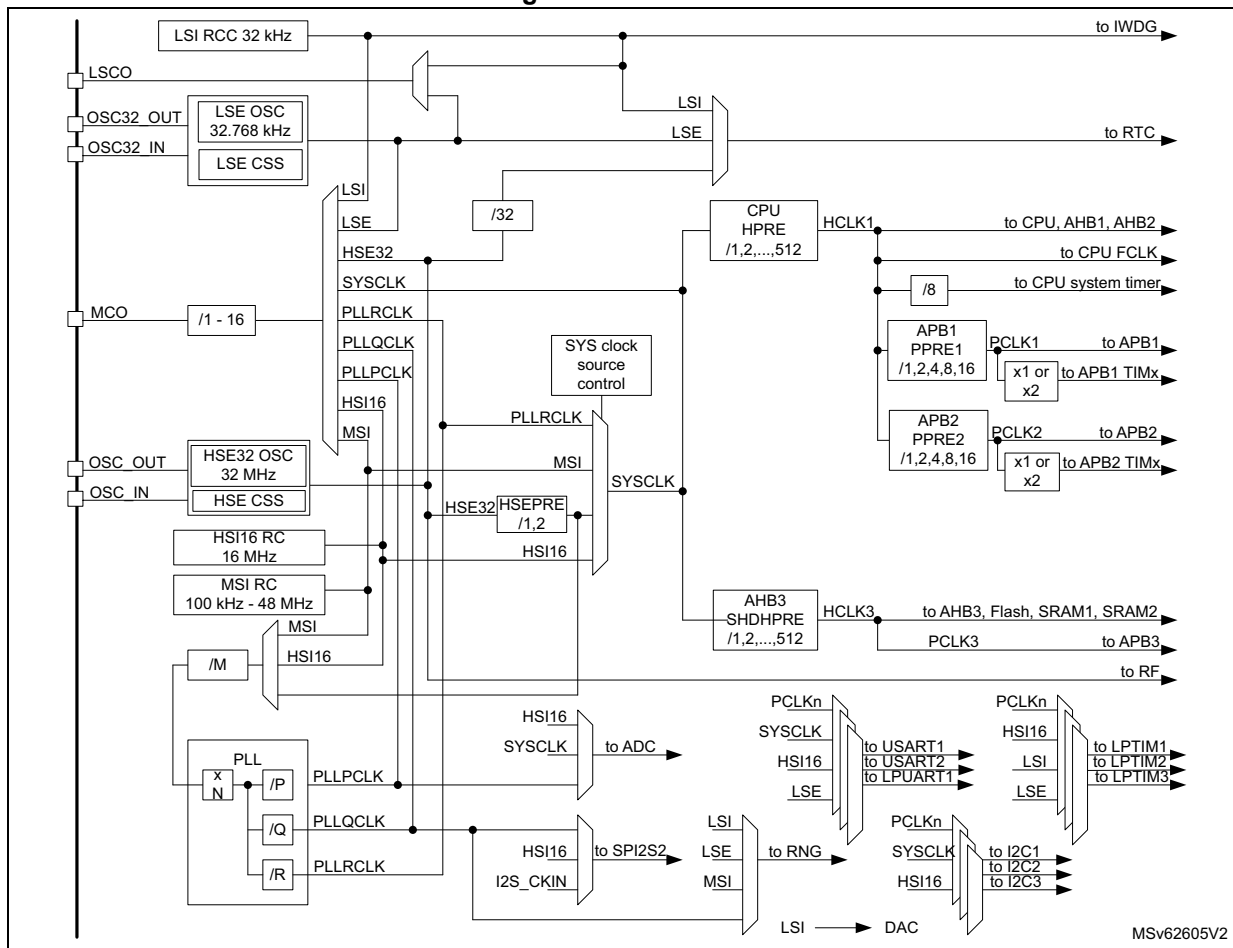 g
LSI RCC 32 kHz
to IWDG
LSCO
OSC32_OUT
LSE OSC
32.768 kHz
LSI
OSC32_IN
LSE
to RTC
LSE CSS
LSI
LSE
/32
CPU
HPRE
/1,2,...,512
HCLK1
to CPU, AHB1, AHB2
HSE32
to CPU FCLK
SYSCLK
/8
to CPU system timer
MCO
/1 - 16
PLLRCLK
PLLQCLK
PLLPCLK
HSI16
MSI
SYS clock
source
control
APB1
PPRE1
/1,2,4,8,16
PCLK1
to APB1
x1 or
x2
to APB1 TIMx
PLLRCLK
APB2
PPRE2
/1,2,4,8,16
PCLK2
to APB2
x1 or
x2
to APB2 TIMx
OSC_OUT
HSE32 OSC
32 MHz
OSC_IN
HSE CSS
MSI
SYSCLK
HSE32
HSEPRE
/1,2
HSI16 RC
16 MHz
HSI16
MSI RC
100 kHz - 48 MHz
AHB3
SHDHPRE
/1,2,...,512
HCLK3
to AHB3, Flash, SRAM1, SRAM2
PCLK3
to APB3
MSI
/M
HSI16
to RF
HSI16
SYSCLK
to ADC
PCLKn
SYSCLK
HSI16
LSE
to USART1
to USART2
to LPUART1
PCLKn
HSI16
LSI
LSE
to LPTIM1
to LPTIM2
to LPTIM3
PLL
x
N
/P
PLLPCLK
/Q
PLLQCLK
/R
PLLRCLK
HSI16
I2S_CKIN
to SPI2S2
LSI
LSE
MSI
to RNG
PCLKn
SYSCLK
HSI16
to I2C1
to I2C2
to I2C3
LSI
DAC
MSv62605V2